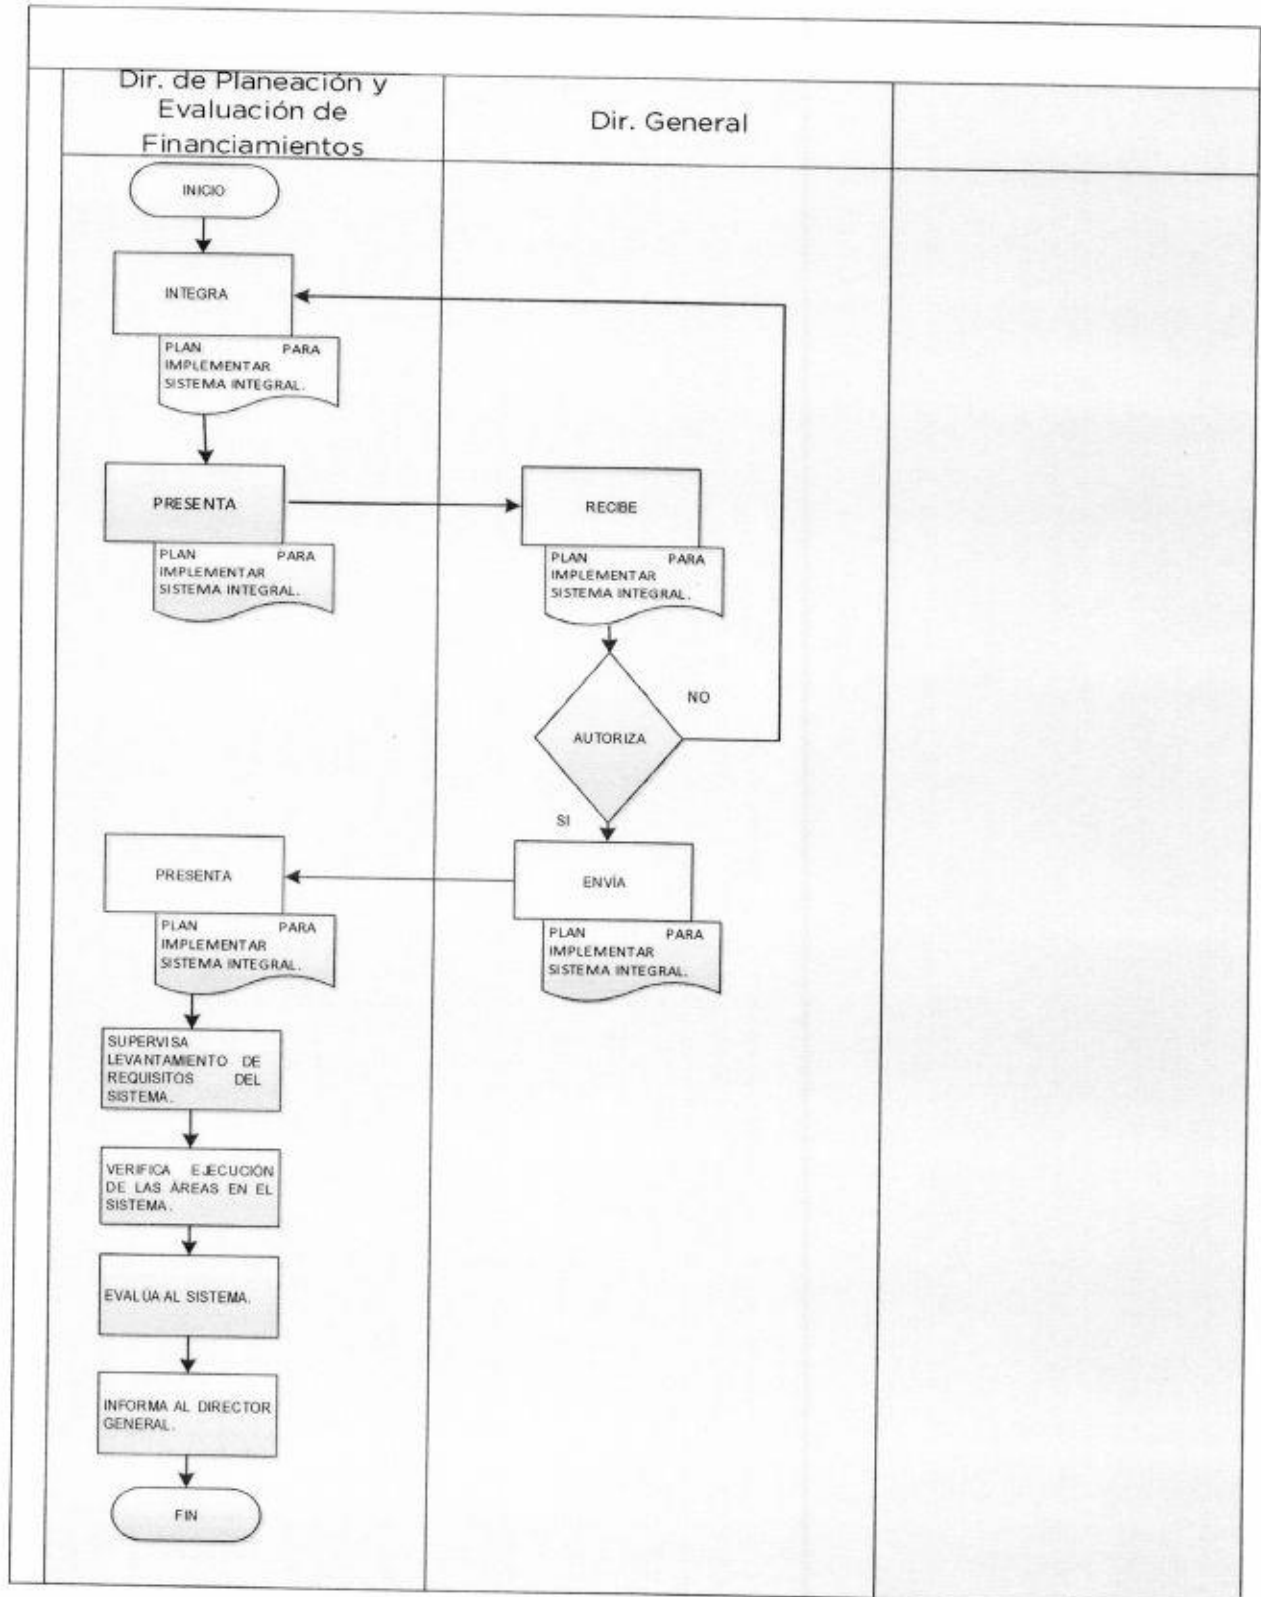 Dir. de Planeación y
Evaluación de
Financiamientos
Dir. General
INICIO
INTEGRA
PLAN PARA
IMPLEMENTAR
SISTEMA INTEGRAL.
PRESENTA
PLAN PARA
IMPLEMENTAR
SISTEMA INTEGRAL.
RECIBE
PLAN PARA
IMPLEMENTAR
SISTEMA INTEGRAL.
NO
AUTORIZA
SI
PRESENTA
PLAN PARA
IMPLEMENTAR
SISTEMA INTEGRAL.
ENVÍA
PLAN PARA
IMPLEMENTAR
SISTEMA INTEGRAL.
SUPERVISA
LEVANTAMIENTO DE
REQUISITOS DEL
SISTEMA.
VERIFICA EJECUCIÓN
DE LAS ÁREAS EN EL
SISTEMA.
EVALÚA AL SISTEMA.
INFORMA AL DIRECTOR
GENERAL.
FIN